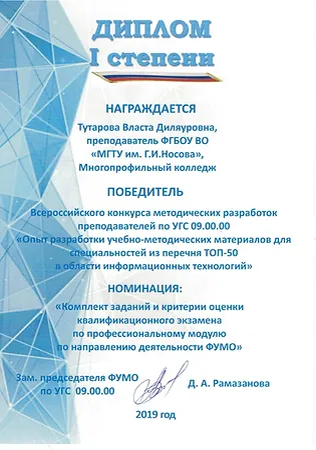 ДИПЛОМ
I степени
НАГРАЖДАЕТСЯ
Тутарова Власта Диляуровна,
преподаватель ФГБОУ ВО
«МГТУ им. Г.И.Носова»,
Многопрофильный колледж
ПОБЕДИТЕЛЬ
Всероссийского конкурса методических разработок
преподавателей по УГС 09.00.00
«Опыт разработки учебно-методических материалов для
специальностей из перечня ТОП-50
в области информационных технологий»
НОМИНАЦИЯ:
«Комплект заданий и критерии оценки
квалификационного экзамена
по профессиональному модулю
по направлению деятельности ФУМО»
Зам. председателя ФУМО
по УГС 09.00.00
Д. А. Рамазанова
2019 год